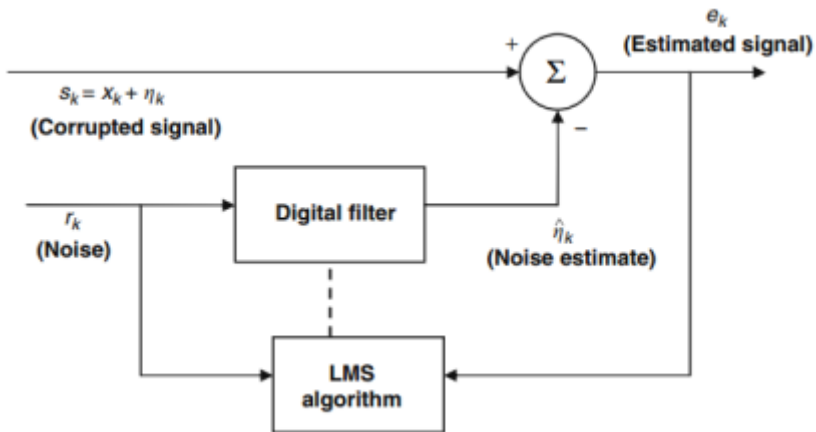 e_k
(Estimated signal)
+
Σ
s_k = x_k + η_k
(Corrupted signal)
−
Digital filter
r_k
(Noise)
η̂_k
(Noise estimate)
LMS
algorithm